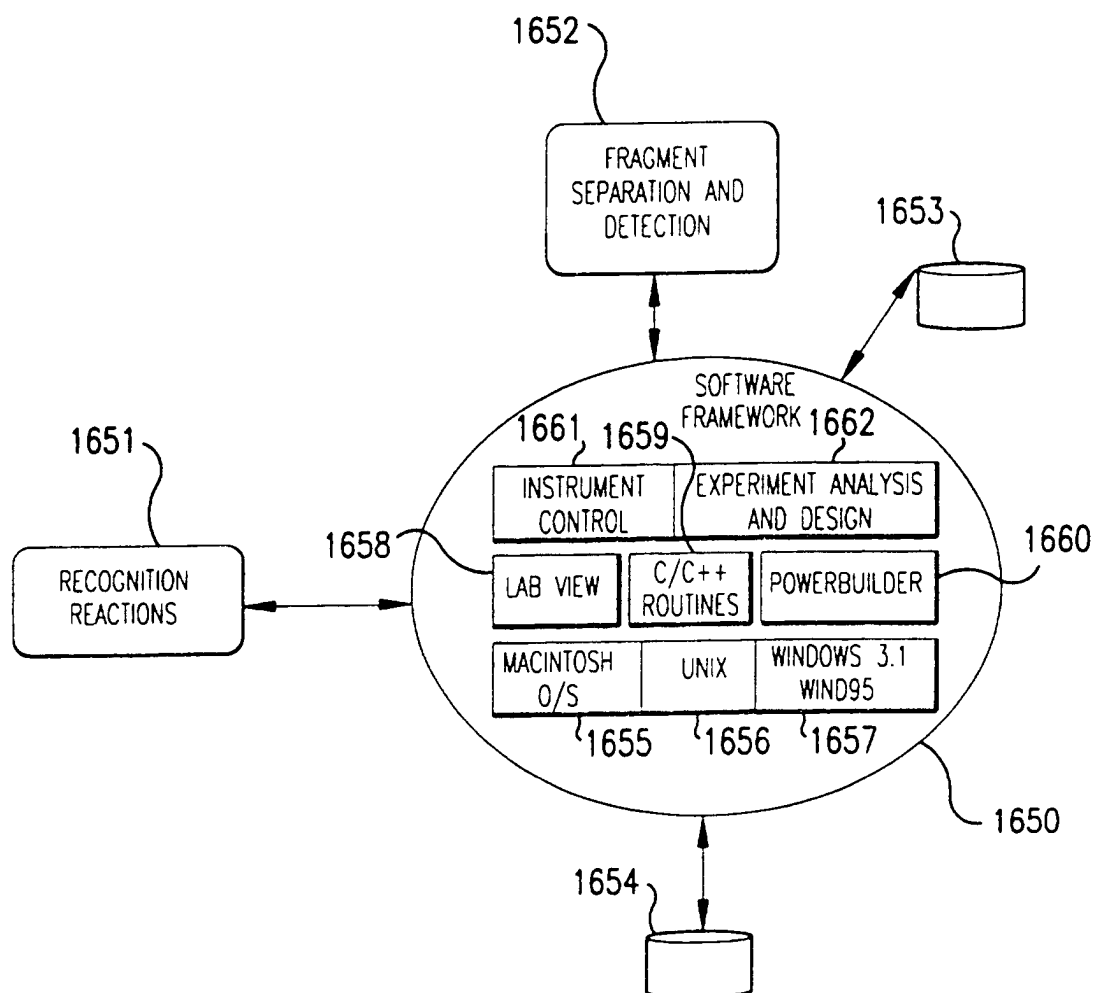 1652
FRAGMENT
SEPARATION AND
DETECTION
1653
SOFTWARE
FRAMEWORK
1661
1659
1662
1651
INSTRUMENT
CONTROL
EXPERIMENT ANALYSIS
AND DESIGN
1658
1660
RECOGNITION
REACTIONS
LAB VIEW
C/C++
ROUTINES
POWERBUILDER
MACINTOSH
O/S
UNIX
WINDOWS 3.1
WIND95
1655
1656
1657
1650
1654